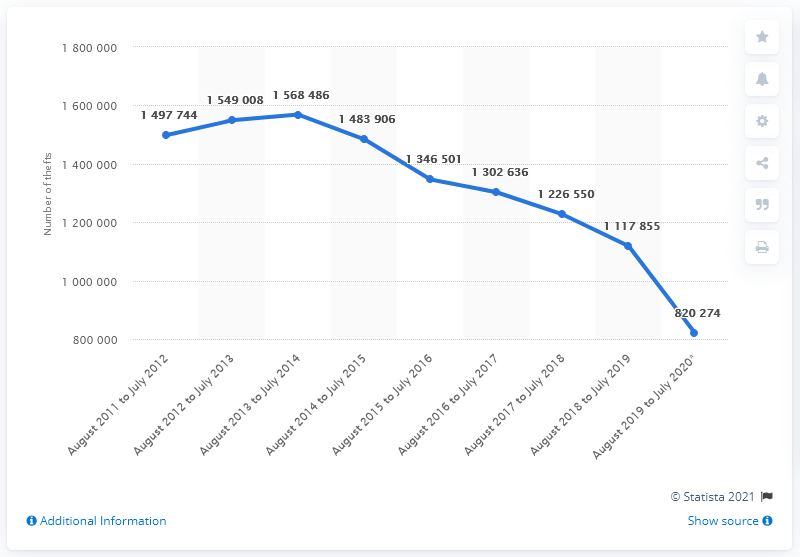 1 800 000
1 600 000
1 400 000
1 200 000
1 000 000
800 000
Number of thefts
1 497 744
1 549 008
1 568 486
1 483 906
1 346 501
1 302 636
1 226 550
1 117 855
820 274
August 2011 to July 2012
August 2012 to July 2013
August 2013 to July 2014
August 2014 to July 2015
August 2015 to July 2016
August 2016 to July 2017
August 2017 to July 2018
August 2018 to July 2019
August 2019 to July 2020*
© Statista 2021
Additional Information
Show source